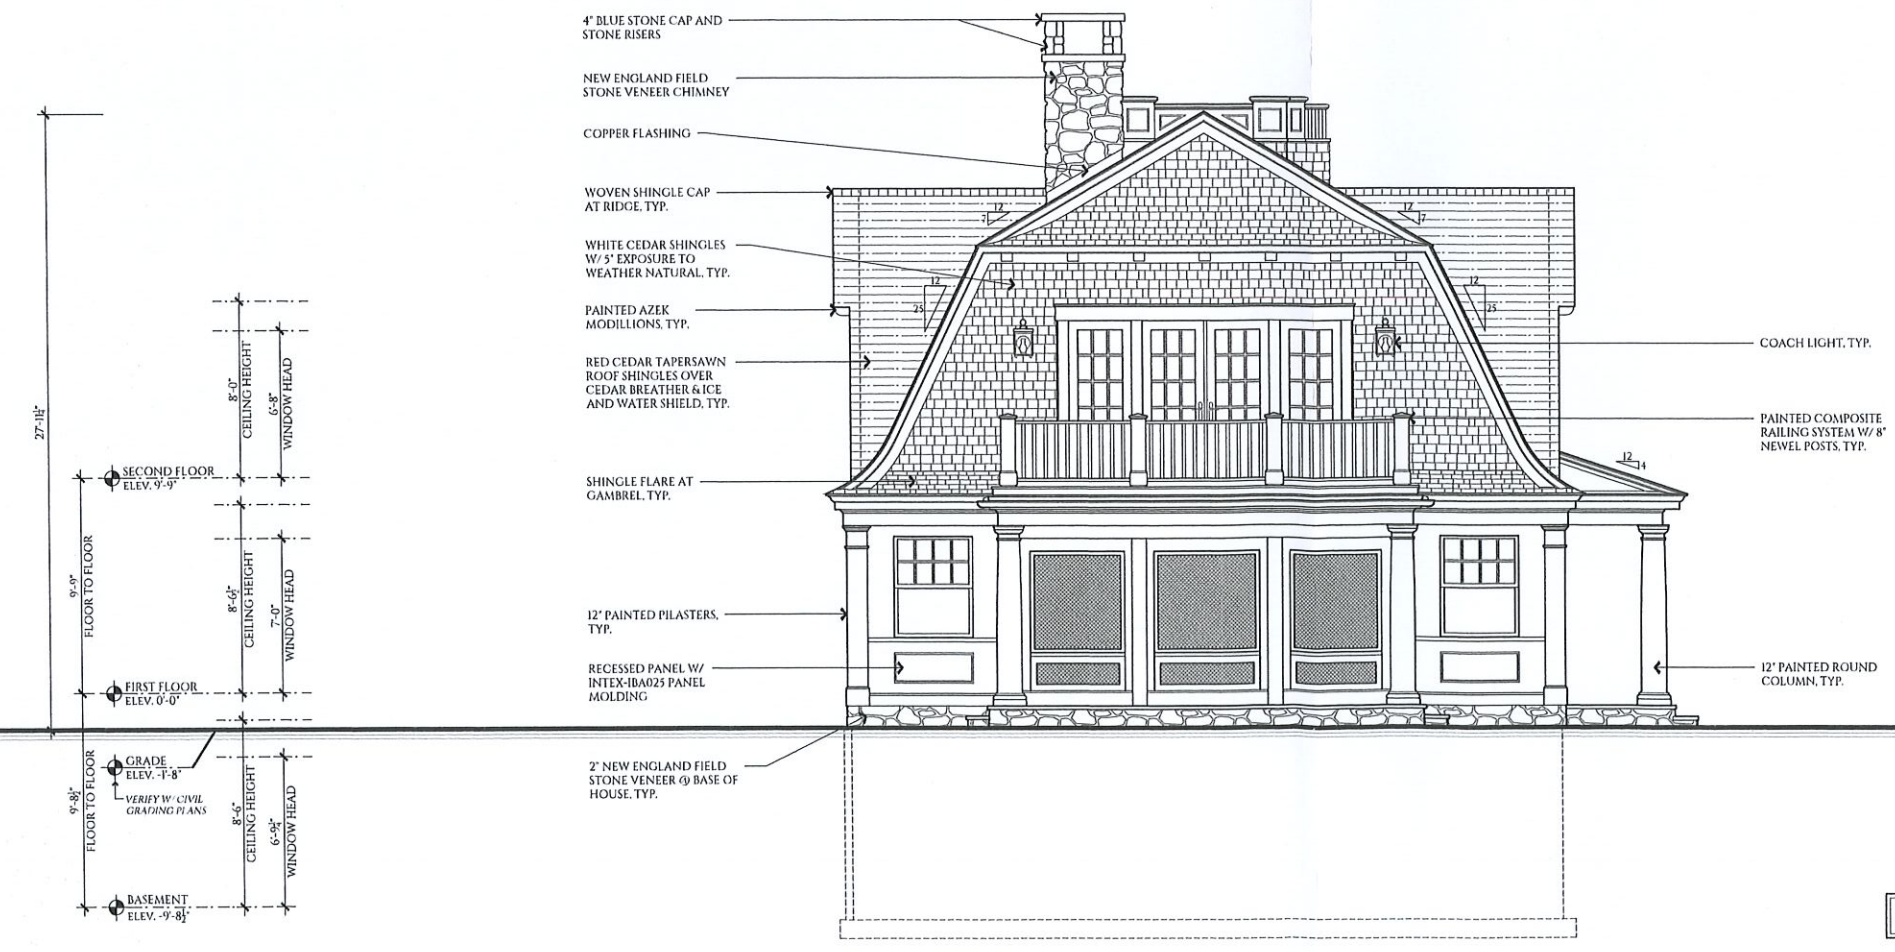 4" BLUE STONE CAP AND
STONE RISERS
NEW ENGLAND FIELD
STONE VENEER CHIMNEY
COPPER FLASHING
WOVEN SHINGLE CAP
AT RIDGE, TYP.
WHITE CEDAR SHINGLES
W/ 5" EXPOSURE TO
WEATHER NATURAL, TYP.
PAINTED AZEK
MODILLIONS, TYP.
RED CEDAR TAPERSAWN
ROOF SHINGLES OVER
CEDAR BREATHER & ICE
AND WATER SHIELD, TYP.
SHINGLE FLARE AT
GAMBREL, TYP.
12" PAINTED PILASTERS,
TYP.
RECESSED PANEL W/
INTEX-IBA025 PANEL
MOLDING
2" NEW ENGLAND FIELD
STONE VENEER @ BASE OF
HOUSE, TYP.
COACH LIGHT, TYP.
PAINTED COMPOSITE
RAILING SYSTEM W/ 8"
NEWEL POSTS, TYP.
12" PAINTED ROUND
COLUMN, TYP.
12
7
12
7
12
25
12
25
12
4
27'-11½"
8'-0"
CEILING HEIGHT
6'-8"
WINDOW HEAD
SECOND FLOOR
ELEV. 9'-9"
9'-9"
FLOOR TO FLOOR
8'-6½"
CEILING HEIGHT
7'-0"
WINDOW HEAD
FIRST FLOOR
ELEV. 0'-0"
GRADE
ELEV. -1'-8"
VERIFY W/ CIVIL
GRADING PLANS
9'-8½"
FLOOR TO FLOOR
8'-6"
CEILING HEIGHT
6'-9¼"
WINDOW HEAD
BASEMENT
ELEV. -9'-8½"